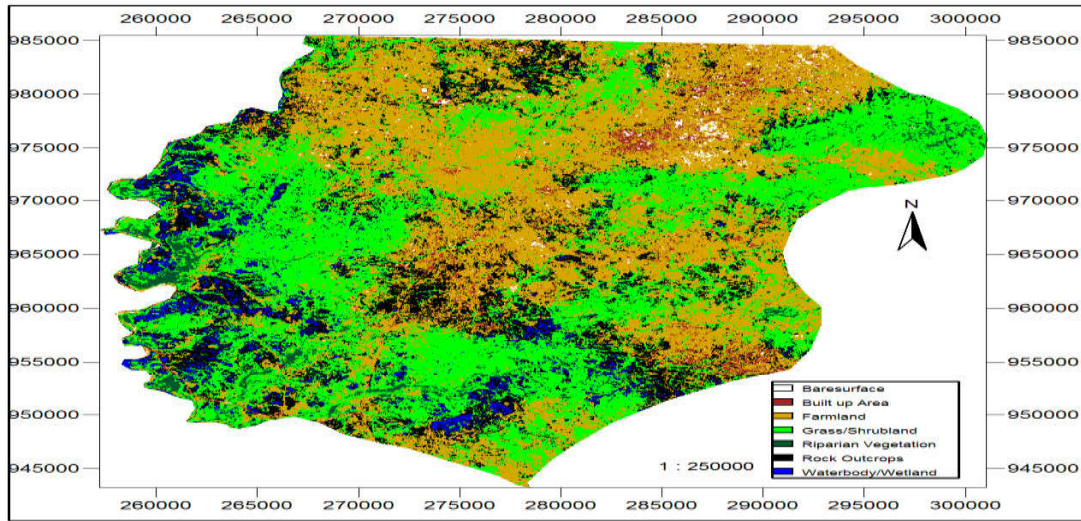 260000 265000 270000 275000 280000 285000 290000 295000 300000
985000 985000
980000 980000
975000 975000
970000 970000
N
965000 965000
960000 960000
955000 955000
Baresurface
Built up Area
Farmland
950000 950000
Grass/Shrubland
Riparian Vegetation
1 : 250000
Rock Outcrops
945000 945000
Waterbody/Wetland
260000 265000 270000 275000 280000 285000 290000 295000 300000